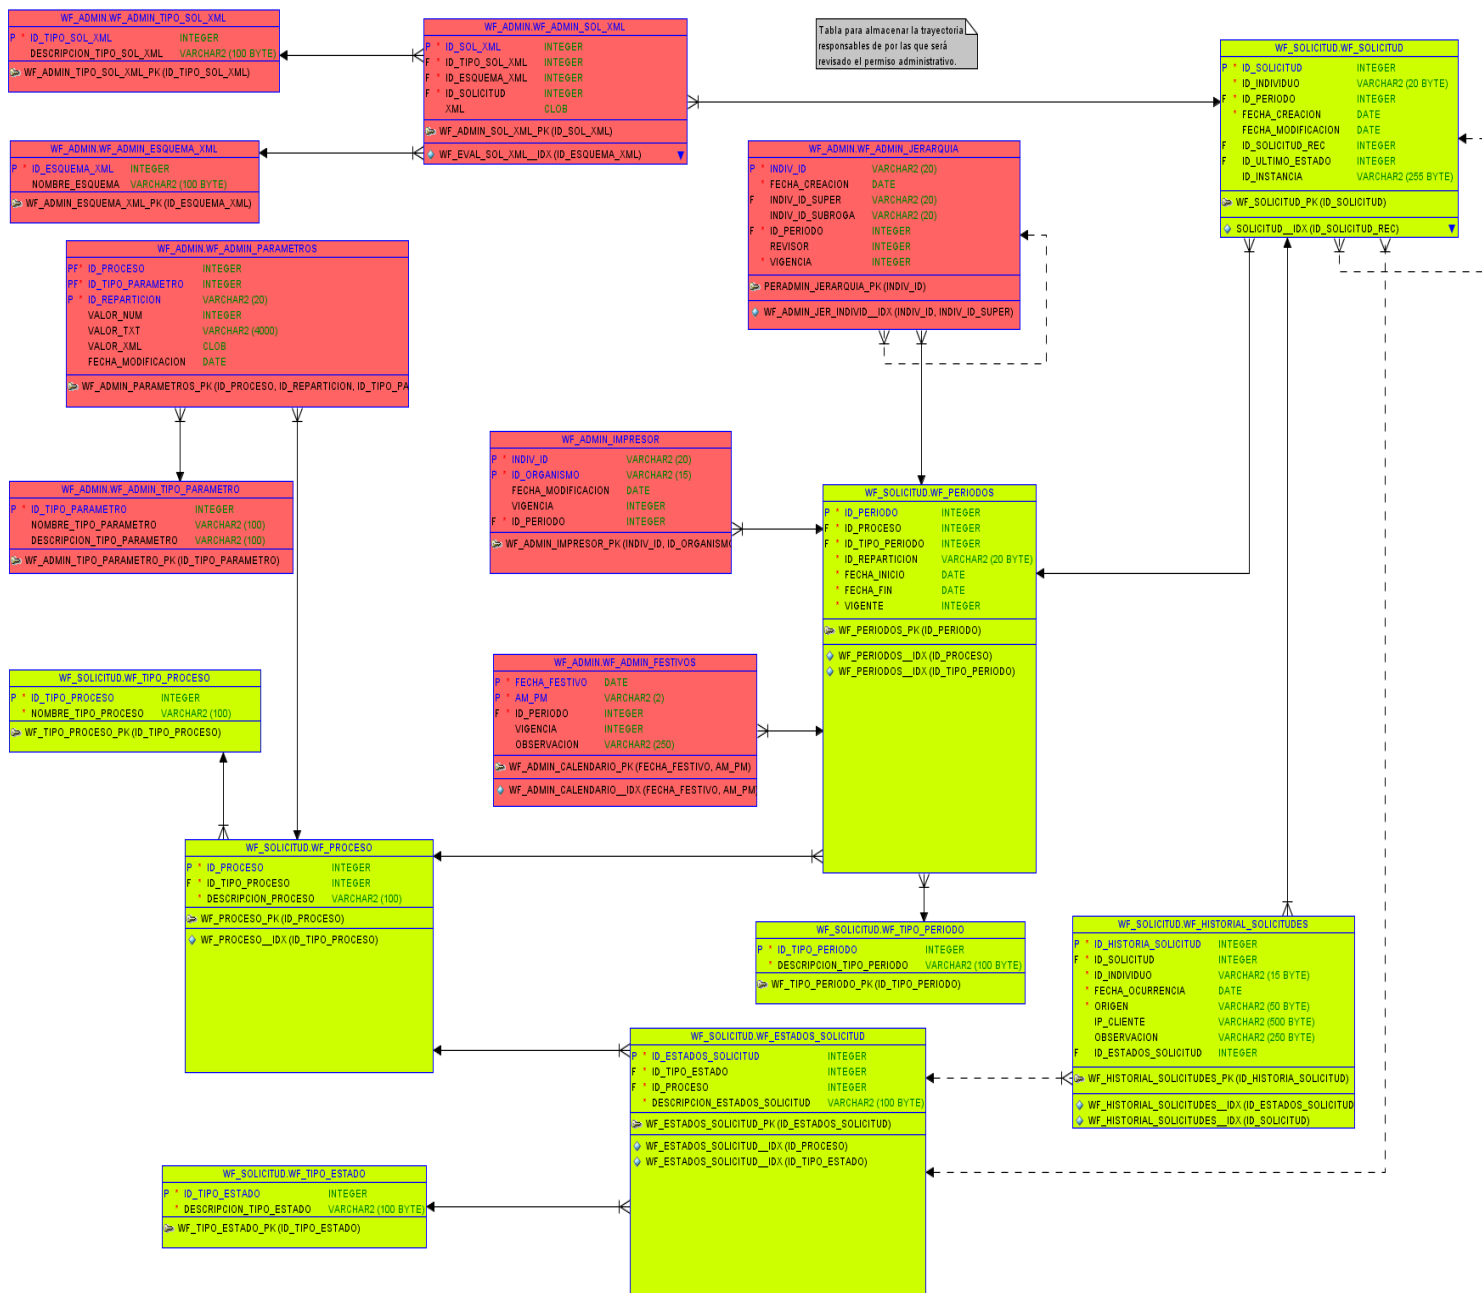 WF_ADMIN.WF_ADMIN_TIPO_SOL_XML
P * ID_TIPO_SOL_XML INTEGER
DESCRIPCION_TIPO_SOL_XML VARCHAR2 (100 BYTE)
WF_ADMIN_TIPO_SOL_XML_PK (ID_TIPO_SOL_XML)
WF_ADMIN.WF_ADMIN_SOL_XML
P * ID_SOL_XML INTEGER
F * ID_TIPO_SOL_XML INTEGER
F * ID_ESQUEMA_XML INTEGER
F * ID_SOLICITUD INTEGER
XML CLOB
WF_ADMIN_SOL_XML_PK (ID_SOL_XML)
WF_EVAL_SOL_XML__IDX (ID_ESQUEMA_XML)
Tabla para almacenar la trayectoria
responsables de por las que será
revisado el permiso administrativo.
WF_SOLICITUD.WF_SOLICITUD
P * ID_SOLICITUD INTEGER
* ID_INDIVIDUO VARCHAR2 (20 BYTE)
F * ID_PERIODO INTEGER
* FECHA_CREACION DATE
FECHA_MODIFICACION DATE
F ID_SOLICITUD_REC INTEGER
F ID_ULTIMO_ESTADO INTEGER
ID_INSTANCIA VARCHAR2 (255 BYTE)
WF_SOLICITUD_PK (ID_SOLICITUD)
SOLICITUD__IDX (ID_SOLICITUD_REC)
WF_ADMIN.WF_ADMIN_ESQUEMA_XML
P * ID_ESQUEMA_XML INTEGER
NOMBRE_ESQUEMA VARCHAR2 (100 BYTE)
WF_ADMIN_ESQUEMA_XML_PK (ID_ESQUEMA_XML)
WF_ADMIN.WF_ADMIN_JERARQUIA
P * INDIV_ID VARCHAR2 (20)
* FECHA_CREACION DATE
F INDIV_ID_SUPER VARCHAR2 (20)
INDIV_ID_SUBROGA VARCHAR2 (20)
F * ID_PERIODO INTEGER
REVISOR INTEGER
* VIGENCIA INTEGER
PERADMIN_JERARQUIA_PK (INDIV_ID)
WF_ADMIN_JER_INDIVID__IDX (INDIV_ID, INDIV_ID_SUPER)
WF_ADMIN.WF_ADMIN_PARAMETROS
PF* ID_PROCESO INTEGER
PF* ID_TIPO_PARAMETRO INTEGER
P * ID_REPARTICION VARCHAR2 (20)
VALOR_NUM INTEGER
VALOR_TXT VARCHAR2 (4000)
VALOR_XML CLOB
FECHA_MODIFICACION DATE
WF_ADMIN_PARAMETROS_PK (ID_PROCESO, ID_REPARTICION, ID_TIPO_PA
WF_ADMIN.WF_ADMIN_TIPO_PARAMETRO
P * ID_TIPO_PARAMETRO INTEGER
NOMBRE_TIPO_PARAMETRO VARCHAR2 (100)
DESCRIPCION_TIPO_PARAMETRO VARCHAR2 (100)
WF_ADMIN_TIPO_PARAMETRO_PK (ID_TIPO_PARAMETRO)
WF_ADMIN_IMPRESOR
P * INDIV_ID VARCHAR2 (20)
P * ID_ORGANISMO VARCHAR2 (15)
FECHA_MODIFICACION DATE
VIGENCIA INTEGER
F * ID_PERIODO INTEGER
WF_ADMIN_IMPRESOR_PK (INDIV_ID, ID_ORGANISMO
WF_SOLICITUD.WF_PERIODOS
P * ID_PERIODO INTEGER
F * ID_PROCESO INTEGER
F * ID_TIPO_PERIODO INTEGER
* ID_REPARTICION VARCHAR2 (20 BYTE)
* FECHA_INICIO DATE
* FECHA_FIN DATE
* VIGENTE INTEGER
WF_PERIODOS_PK (ID_PERIODO)
WF_PERIODOS__IDX (ID_PROCESO)
WF_PERIODOS__IDX (ID_TIPO_PERIODO)
WF_ADMIN.WF_ADMIN_FESTIVOS
P * FECHA_FESTIVO DATE
P * AM_PM VARCHAR2 (2)
F * ID_PERIODO INTEGER
VIGENCIA INTEGER
OBSERVACION VARCHAR2 (250)
WF_ADMIN_CALENDARIO_PK (FECHA_FESTIVO, AM_PM)
WF_ADMIN_CALENDARIO__IDX (FECHA_FESTIVO, AM_PM
WF_SOLICITUD.WF_TIPO_PROCESO
P * ID_TIPO_PROCESO INTEGER
* NOMBRE_TIPO_PROCESO VARCHAR2 (100)
WF_TIPO_PROCESO_PK (ID_TIPO_PROCESO)
WF_SOLICITUD.WF_PROCESO
P * ID_PROCESO INTEGER
F * ID_TIPO_PROCESO INTEGER
* DESCRIPCION_PROCESO VARCHAR2 (100)
WF_PROCESO_PK (ID_PROCESO)
WF_PROCESO__IDX (ID_TIPO_PROCESO)
WF_SOLICITUD.WF_TIPO_PERIODO
P * ID_TIPO_PERIODO INTEGER
* DESCRIPCION_TIPO_PERIODO VARCHAR2 (100 BYTE)
WF_TIPO_PERIODO_PK (ID_TIPO_PERIODO)
WF_SOLICITUD.WF_HISTORIAL_SOLICITUDES
P * ID_HISTORIA_SOLICITUD INTEGER
F * ID_SOLICITUD INTEGER
* ID_INDIVIDUO VARCHAR2 (15 BYTE)
* FECHA_OCURRENCIA DATE
* ORIGEN VARCHAR2 (50 BYTE)
IP_CLIENTE VARCHAR2 (500 BYTE)
OBSERVACION VARCHAR2 (250 BYTE)
F ID_ESTADOS_SOLICITUD INTEGER
WF_HISTORIAL_SOLICITUDES_PK (ID_HISTORIA_SOLICITUD)
WF_HISTORIAL_SOLICITUDES__IDX (ID_ESTADOS_SOLICITUD
WF_HISTORIAL_SOLICITUDES__IDX (ID_SOLICITUD)
WF_SOLICITUD.WF_ESTADOS_SOLICITUD
P * ID_ESTADOS_SOLICITUD INTEGER
F * ID_TIPO_ESTADO INTEGER
F * ID_PROCESO INTEGER
* DESCRIPCION_ESTADOS_SOLICITUD VARCHAR2 (100 BYTE)
WF_ESTADOS_SOLICITUD_PK (ID_ESTADOS_SOLICITUD)
WF_ESTADOS_SOLICITUD__IDX (ID_PROCESO)
WF_ESTADOS_SOLICITUD__IDX (ID_TIPO_ESTADO)
WF_SOLICITUD.WF_TIPO_ESTADO
P * ID_TIPO_ESTADO INTEGER
* DESCRIPCION_TIPO_ESTADO VARCHAR2 (100 BYTE)
WF_TIPO_ESTADO_PK (ID_TIPO_ESTADO)